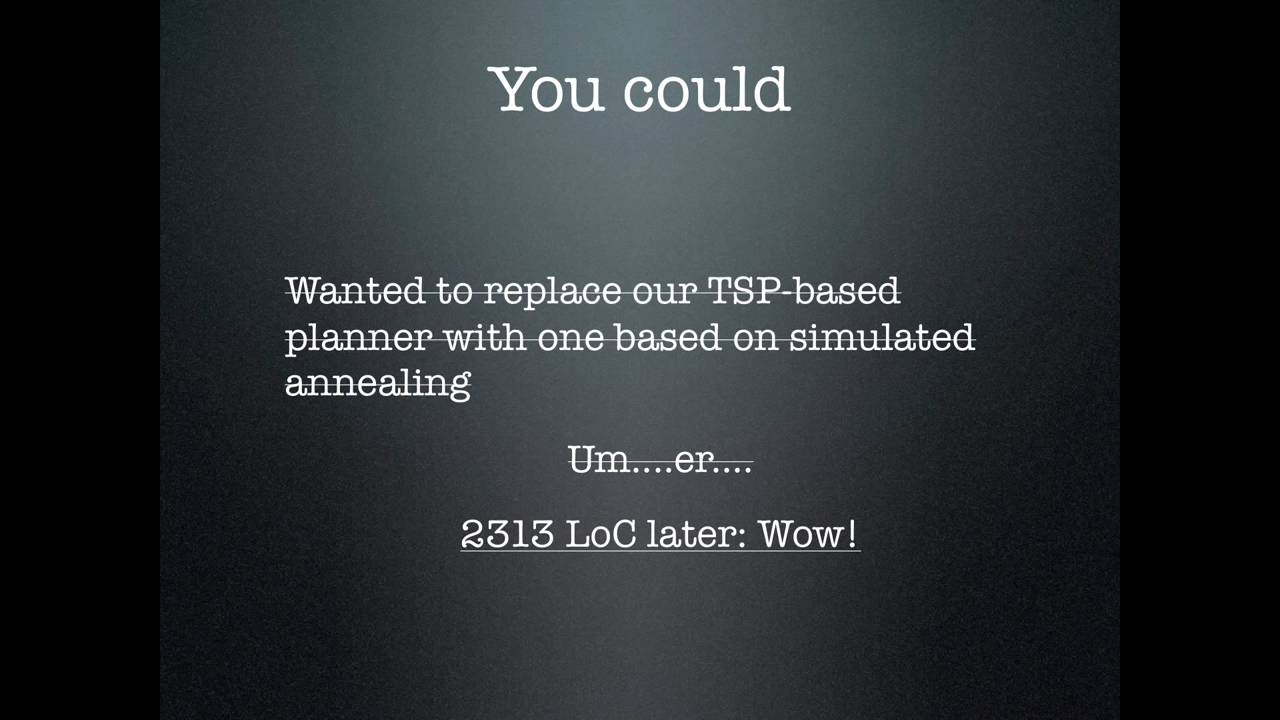 You could
Wanted to replace our TSP-based
planner with one based on simulated
annealing
Um....er....
2313 LoC later: Wow!